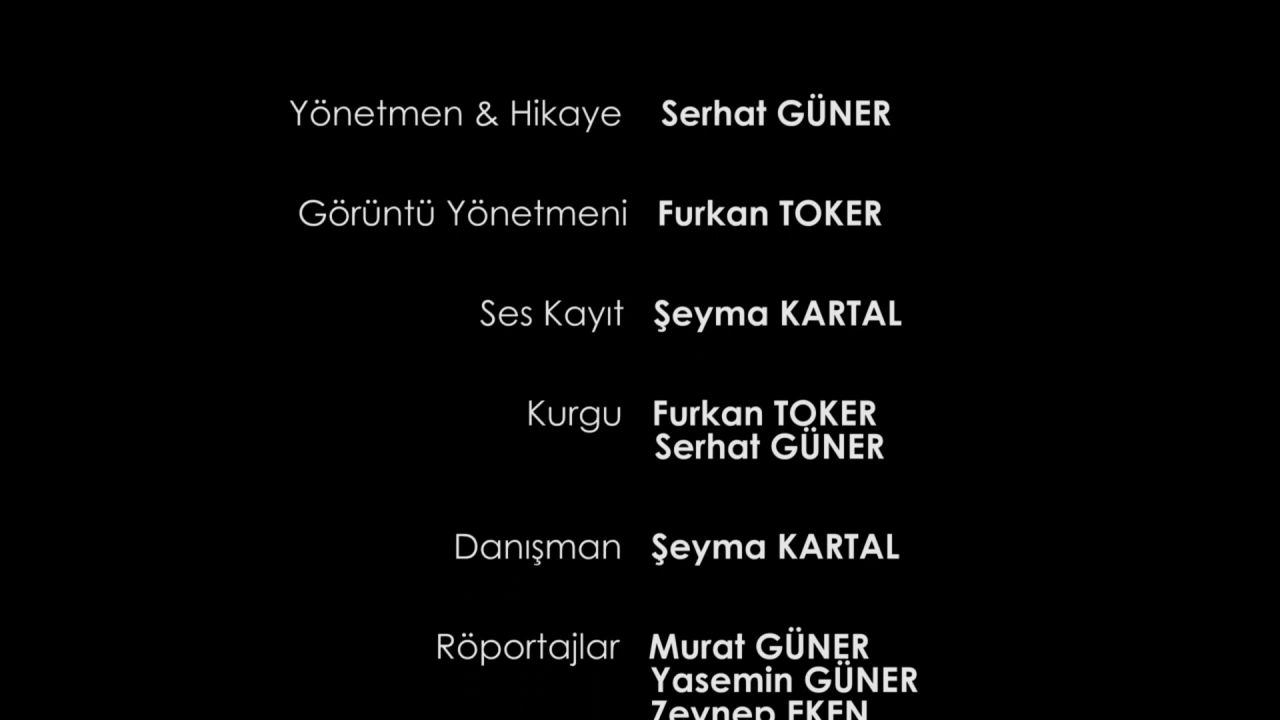 Yönetmen & Hikaye Serhat GÜNER
Görüntü Yönetmeni Furkan TOKER
Ses Kayıt Şeyma KARTAL
Kurgu Furkan TOKER
Serhat GÜNER
Danışman Şeyma KARTAL
Röportajlar Murat GÜNER
Yasemin GÜNER
Zeynep EKEN